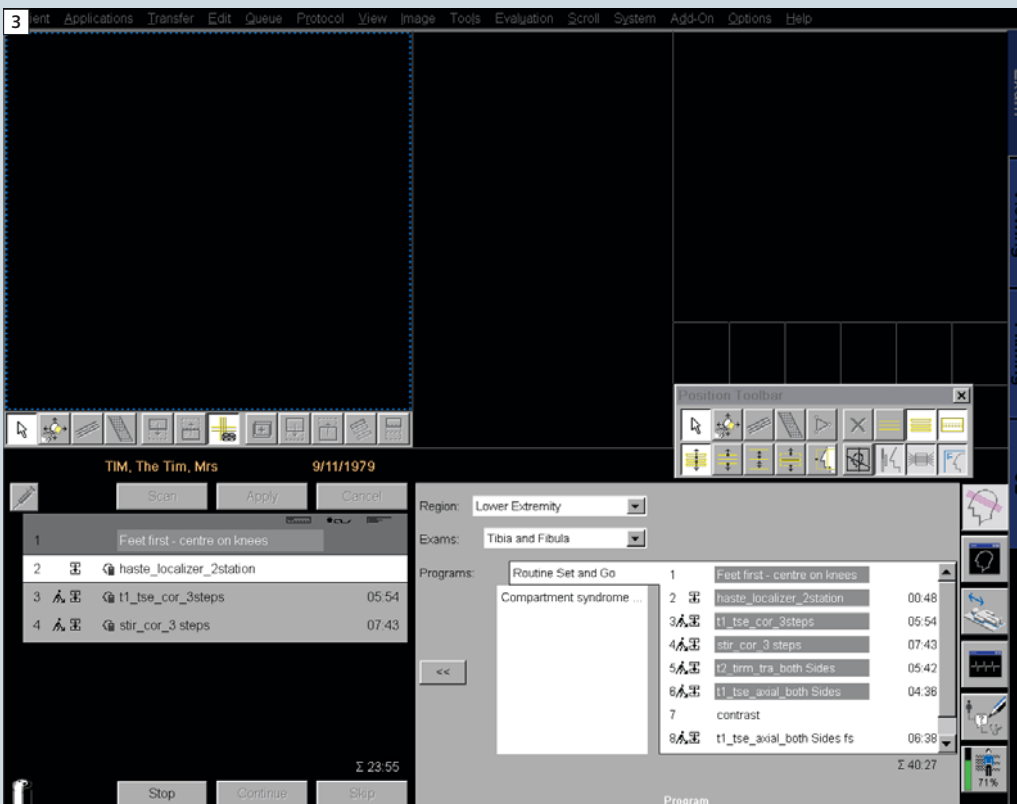 3 ient Applications Transfer Edit Queue Protocol View Image Tools Evaluation Scroll System Add-On Options Help
Position Toolbar
TIM, The Tim, Mrs 9/11/1979
Scan Apply Cancel
1 Feet first - centre on knees
2 haste_localizer_2station
3 t1_tse_cor_3steps 05:54
4 stir_cor_3 steps 07:43
Σ 23:55
Stop Continue Skip
Region: Lower Extremity
Exams: Tibia and Fibula
Programs: Routine Set and Go
Compartment syndrome ...
<<
1 Feet first - centre on knees
2 haste_localizer_2station 00:48
3 t1_tse_cor_3steps 05:54
4 stir_cor_3 steps 07:43
5 t2_tirm_tra_both Sides 05:42
6 t1_tse_axial_both Sides 04:36
7 contrast
8 t1_tse_axial_both Sides fs 06:38
Σ 40:27
Program
71%